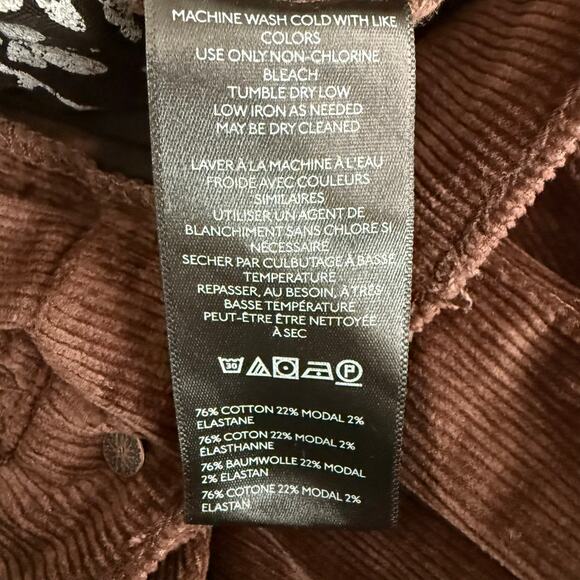 MACHINE WASH COLD WITH LIKE
COLORS
USE ONLY NON-CHLORINE
BLEACH
TUMBLE DRY LOW
LOW IRON AS NEEDED
MAY BE DRY CLEANED
LAVER À LA MACHINE À L'EAU
FROIDE AVEC COULEURS
SIMILAIRES
UTILISER UN AGENT DE
BLANCHIMENT SANS CHLORE SI
NÉCESSAIRE
SECHER PAR CULBUTAGE À BASSE
TEMPERATURE
REPASSER, AU BESOIN, À TRÈS
BASSE TEMPÉRATURE
PEUT-ÊTRE ÊTRE NETTOYÉE
À SEC
30 P
76% COTTON 22% MODAL 2%
ELASTANE
76% COTON 22% MODAL 2%
ÉLASTHANNE
76% BAUMWOLLE 22% MODAL
2% ELASTAN
76% COTONE 22% MODAL 2%
ELASTAN